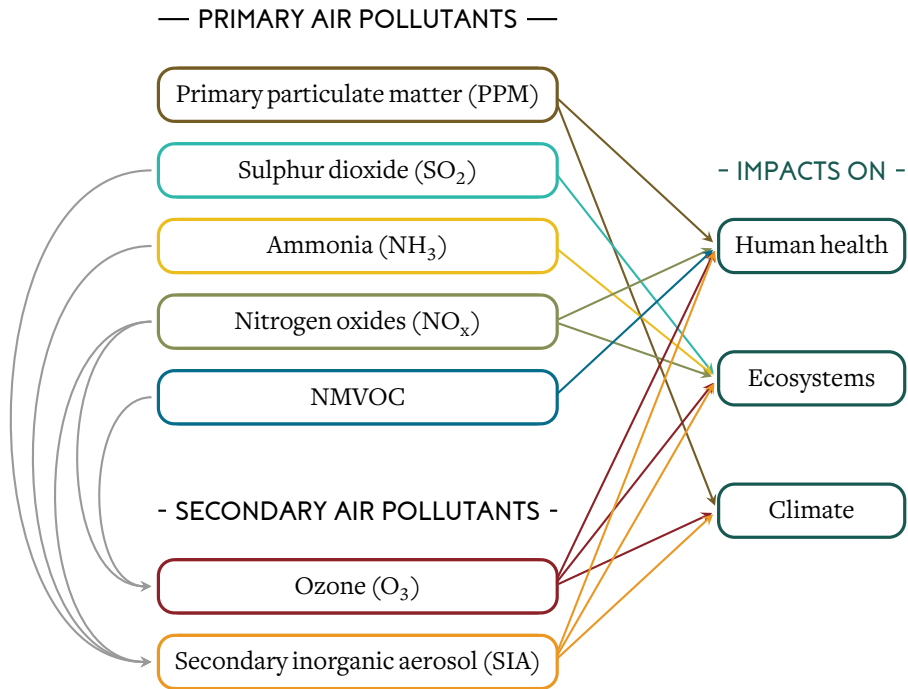 PRIMARY AIR POLLUTANTS
Primary particulate matter (PPM)
Sulphur dioxide (SO₂)
- IMPACTS ON -
Ammonia (NH₃)
Human health
Nitrogen oxides (NOₓ)
Ecosystems
NMVOC
- SECONDARY AIR POLLUTANTS -
Climate
Ozone (O₃)
Secondary inorganic aerosol (SIA)